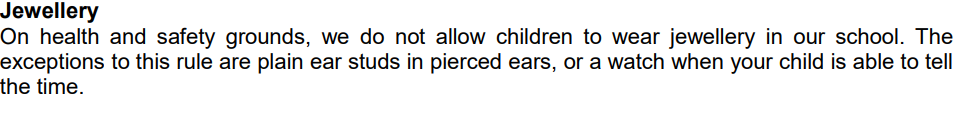 Jewellery
On health and safety grounds, we do not allow children to wear jewellery in our school. The
exceptions to this rule are plain ear studs in pierced ears, or a watch when your child is able to tell
the time.